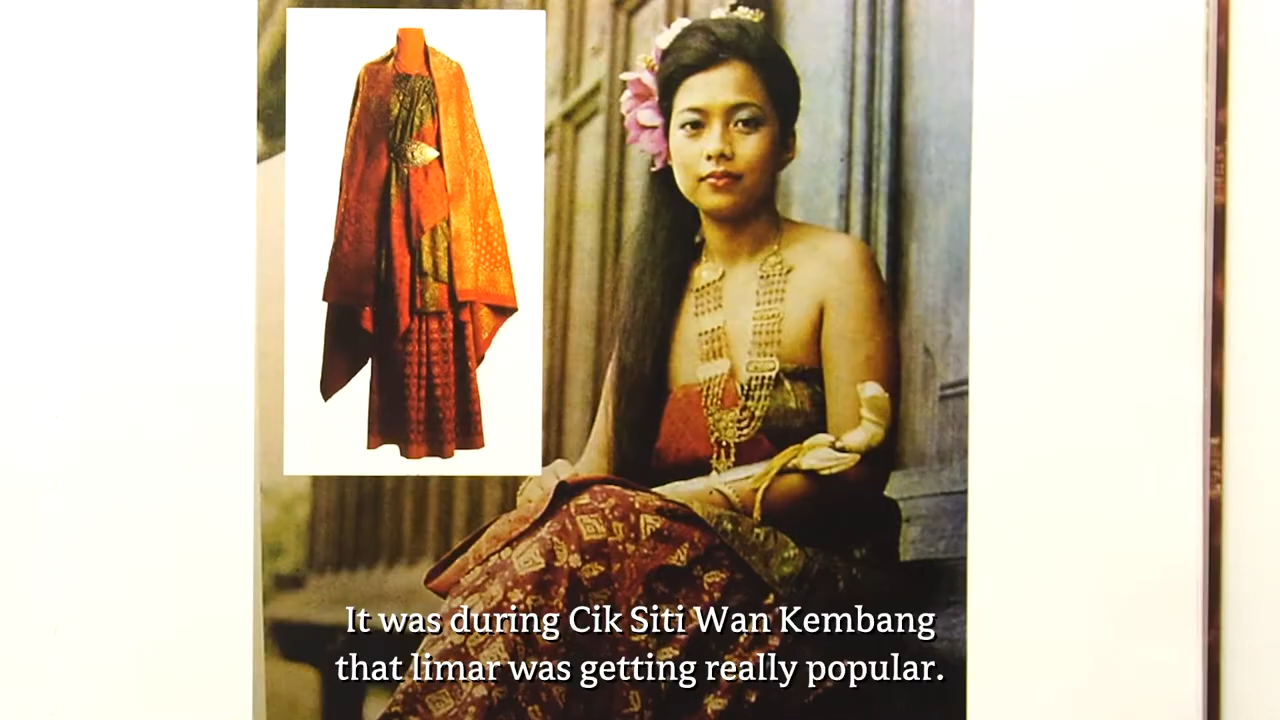 It was during Cik Siti Wan Kembang
that limar was getting really popular.